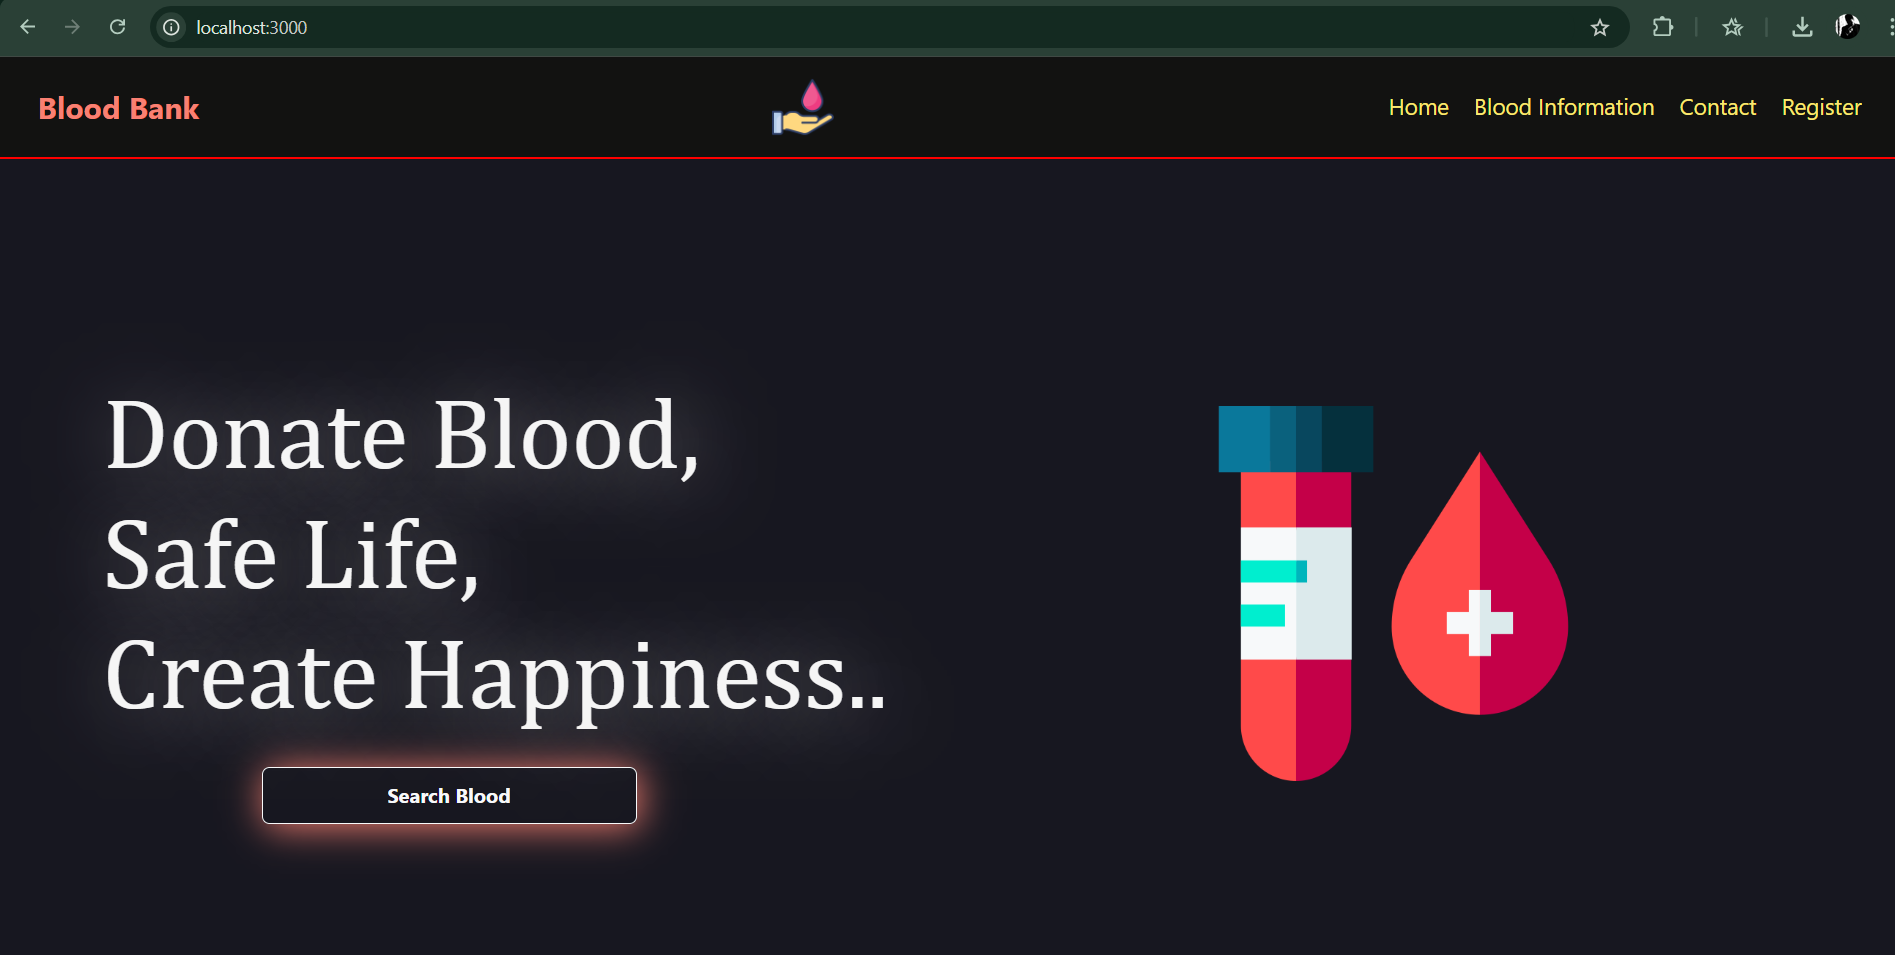 localhost:3000
Blood Bank
Home Blood Information Contact Register
Donate Blood,
Safe Life,
Create Happiness..
Search Blood